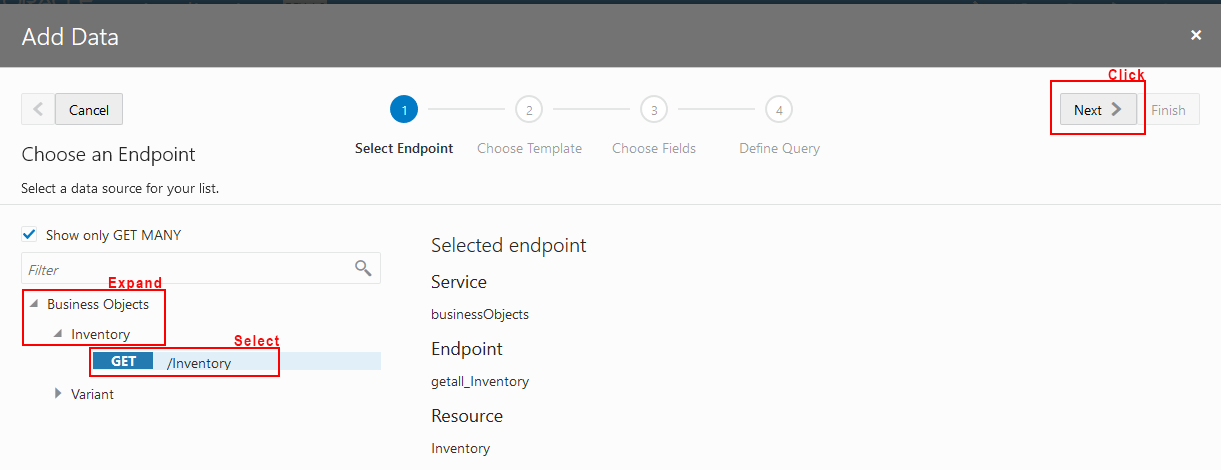 Add Data
×
Click
Cancel
1
2
3
4
Next
Finish
Select Endpoint
Choose Template
Choose Fields
Define Query
Choose an Endpoint
Select a data source for your list.
Show only GET MANY
Filter
Selected endpoint
Expand
Service
Business Objects
businessObjects
Inventory
Select
Endpoint
GET /Inventory
getall_Inventory
Variant
Resource
Inventory